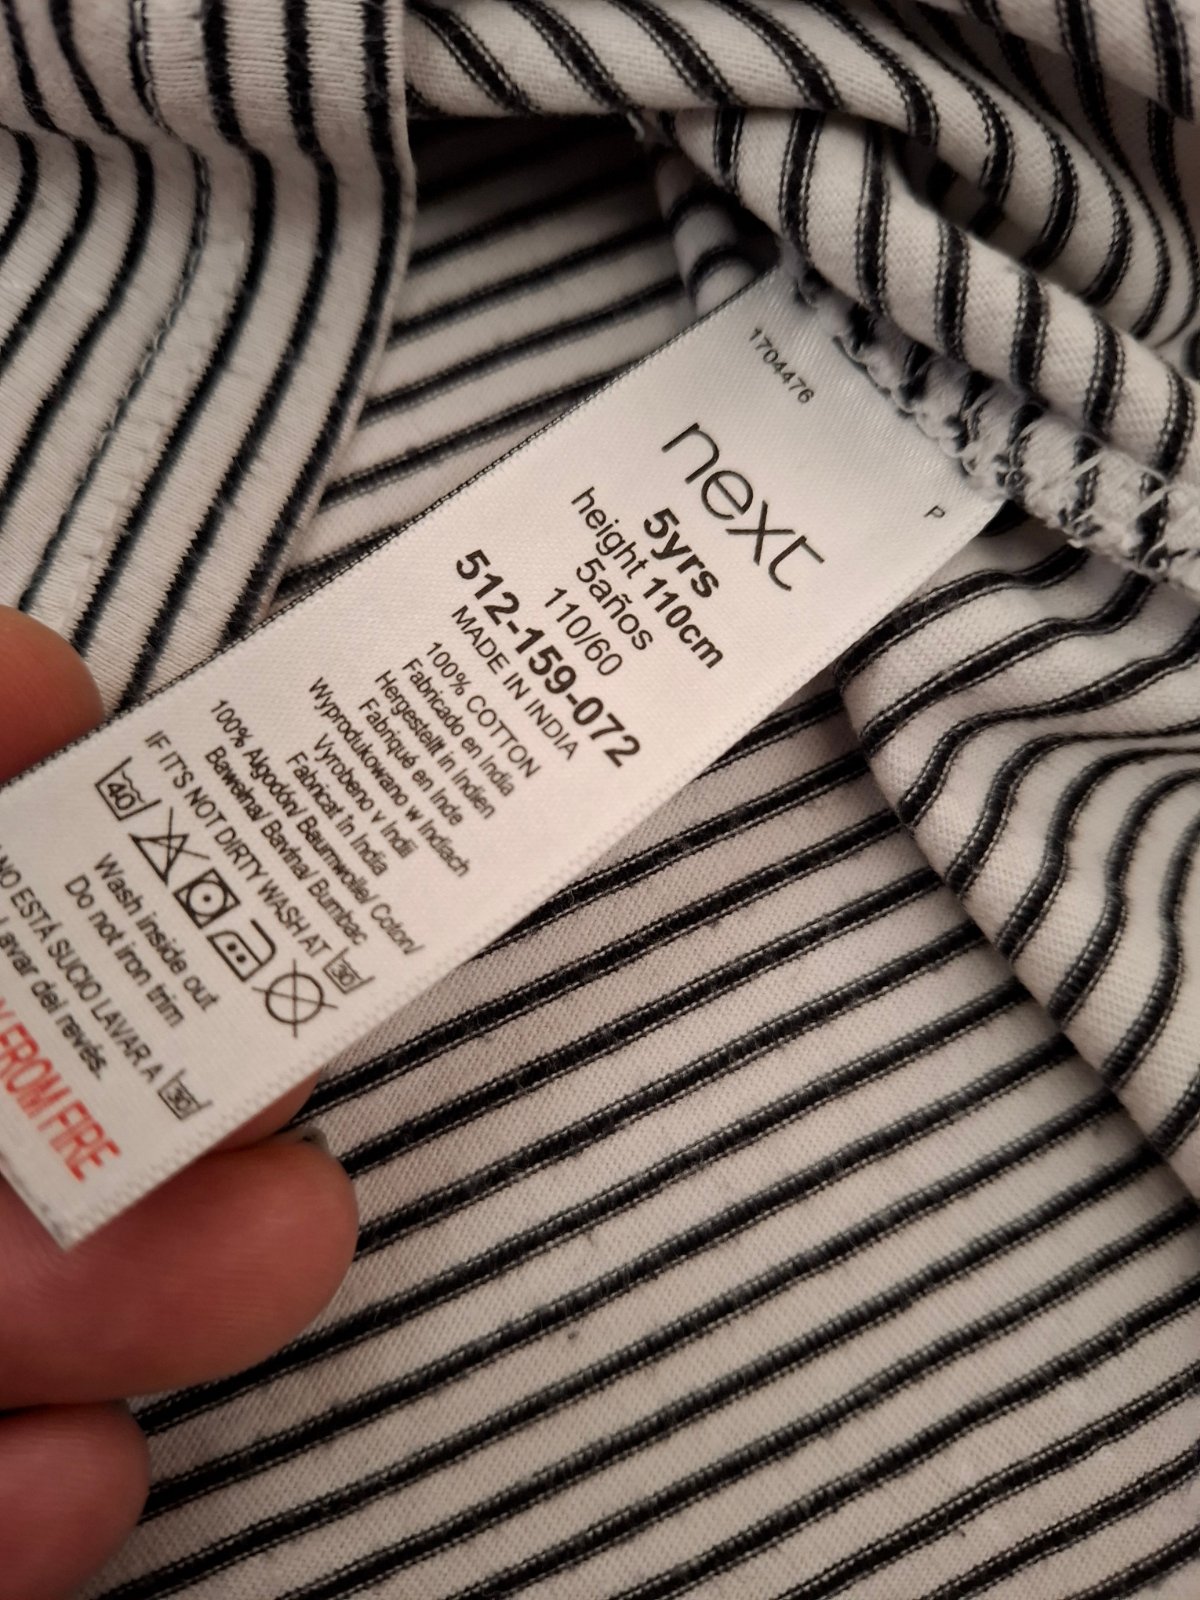 1704476
P
next
5yrs
height 110cm
5años
110/60
512-159-072
MADE IN INDIA
100% COTTON
Fabricado en India
Hergestellt in Indien
Fabriqué en Inde
Wyprodukowano w Indiach
Vyrobeno v Indii
Fabricat în India
100% Algodón/ Baumwolle/ Coton/
Bawełna/ Bavlna/ Bumbac
IF IT'S NOT DIRTY WASH AT 30
40
Wash inside out
Do not iron trim
NO ESTÁ SUCIO LAVAR A 30
Lavar del revés.
FROM FIRE